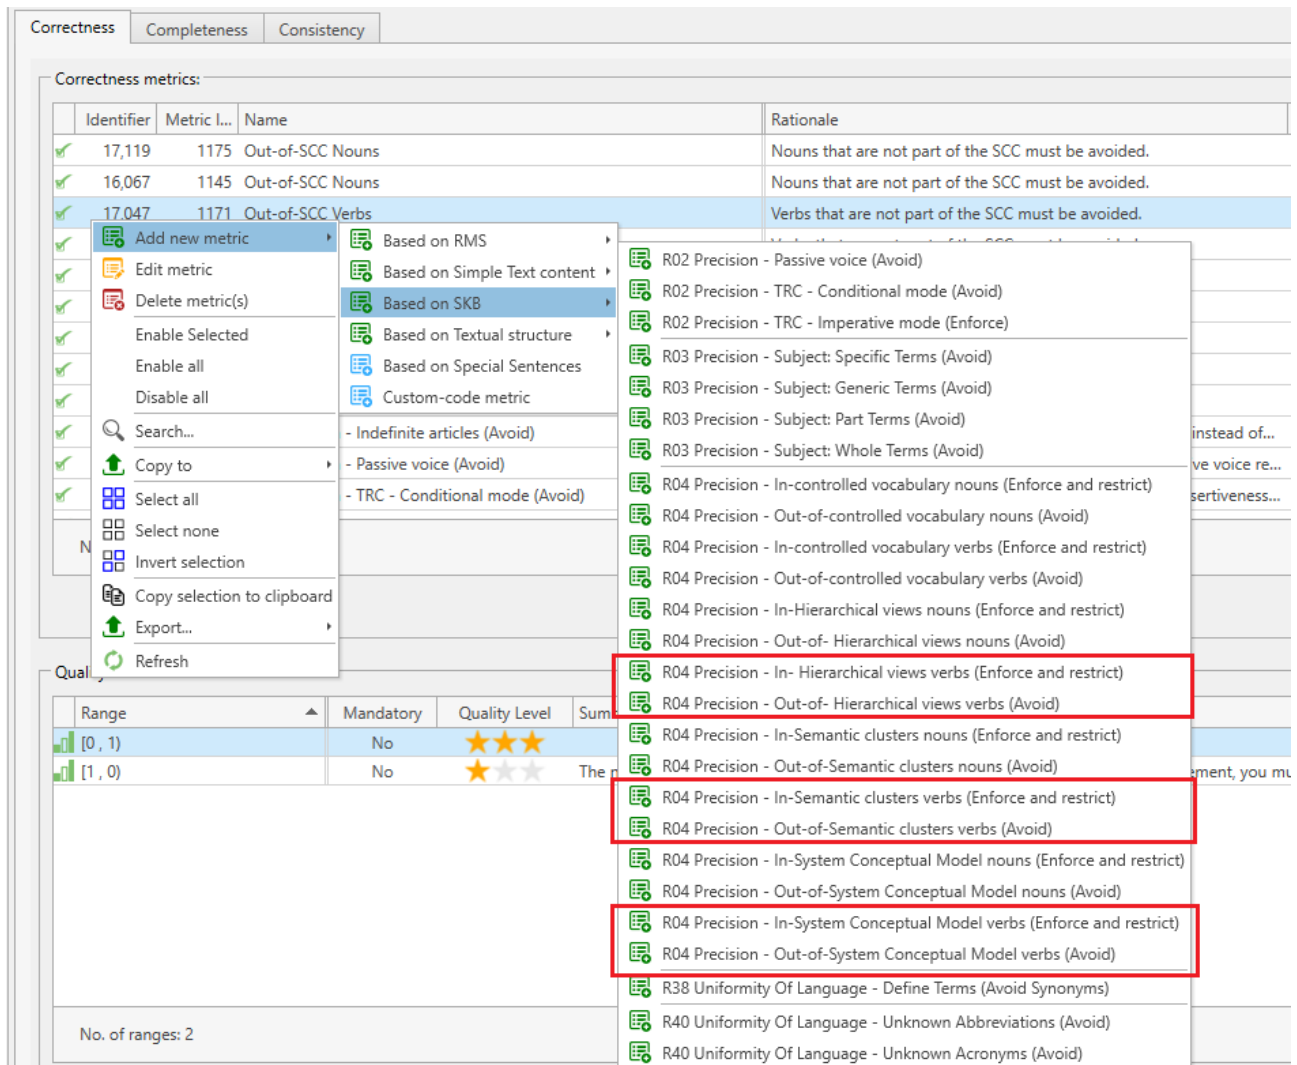 Correctness Completeness Consistency
Correctness metrics:
Identifier Metric I... Name Rationale
17,119 1175 Out-of-SCC Nouns Nouns that are not part of the SCC must be avoided.
16,067 1145 Out-of-SCC Nouns Nouns that are not part of the SCC must be avoided.
17,047 1171 Out-of-SCC Verbs Verbs that are not part of the SCC must be avoided.
Add new metric
Edit metric
Delete metric(s)
Enable Selected
Enable all
Disable all
Search...
Copy to
Select all
Select none
Invert selection
Copy selection to clipboard
Export...
Refresh
Based on RMS
Based on Simple Text content
Based on SKB
Based on Textual structure
Based on Special Sentences
Custom-code metric
- Indefinite articles (Avoid) instead of...
- Passive voice (Avoid) ve voice re...
- TRC - Conditional mode (Avoid) sertiveness...
R02 Precision - Passive voice (Avoid)
R02 Precision - TRC - Conditional mode (Avoid)
R02 Precision - TRC - Imperative mode (Enforce)
R03 Precision - Subject: Specific Terms (Avoid)
R03 Precision - Subject: Generic Terms (Avoid)
R03 Precision - Subject: Part Terms (Avoid)
R03 Precision - Subject: Whole Terms (Avoid)
R04 Precision - In-controlled vocabulary nouns (Enforce and restrict)
R04 Precision - Out-of-controlled vocabulary nouns (Avoid)
R04 Precision - In-controlled vocabulary verbs (Enforce and restrict)
R04 Precision - Out-of-controlled vocabulary verbs (Avoid)
R04 Precision - In-Hierarchical views nouns (Enforce and restrict)
R04 Precision - Out-of- Hierarchical views nouns (Avoid)
R04 Precision - In- Hierarchical views verbs (Enforce and restrict)
R04 Precision - Out-of- Hierarchical views verbs (Avoid)
R04 Precision - In-Semantic clusters nouns (Enforce and restrict)
R04 Precision - Out-of-Semantic clusters nouns (Avoid)
R04 Precision - In-Semantic clusters verbs (Enforce and restrict)
R04 Precision - Out-of-Semantic clusters verbs (Avoid)
R04 Precision - In-System Conceptual Model nouns (Enforce and restrict)
R04 Precision - Out-of-System Conceptual Model nouns (Avoid)
R04 Precision - In-System Conceptual Model verbs (Enforce and restrict)
R04 Precision - Out-of-System Conceptual Model verbs (Avoid)
R38 Uniformity Of Language - Define Terms (Avoid Synonyms)
R40 Uniformity Of Language - Unknown Abbreviations (Avoid)
R40 Uniformity Of Language - Unknown Acronyms (Avoid)
Range Mandatory Quality Level
[0 , 1) No
[1 , 0) No The ement, you mu
No. of ranges: 2